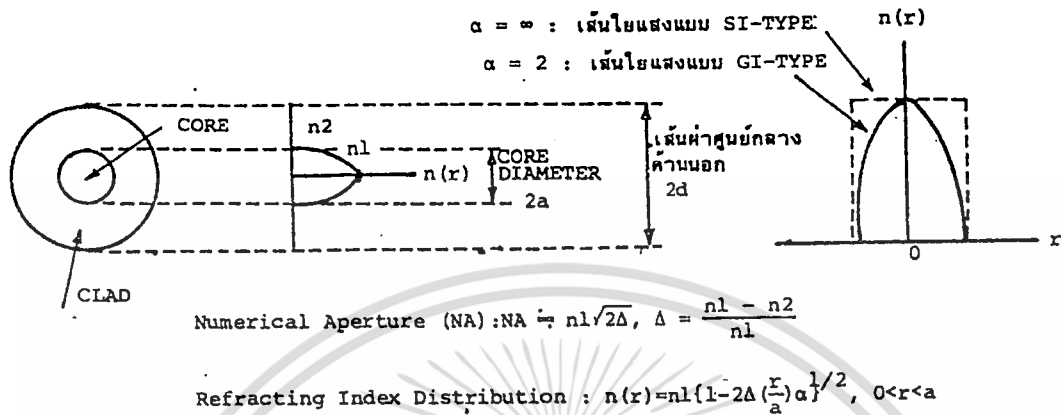 α = ∞ : เส้นใยแสงแบบ SI-TYPE
n(r)
α = 2 : เส้นใยแสงแบบ GI-TYPE
CORE
n2
n1
n(r)
CORE
DIAMETER
2a
เส้นผ่าศูนย์กลาง
ด้านนอก
2d
0
r
CLAD
Numerical Aperture (NA) :NA ≒ n1√2Δ, Δ = (n1 - n2)/n1
Refracting Index Distribution : n(r)=n1{1-2Δ(r/a)α}1/2, 0<r<a